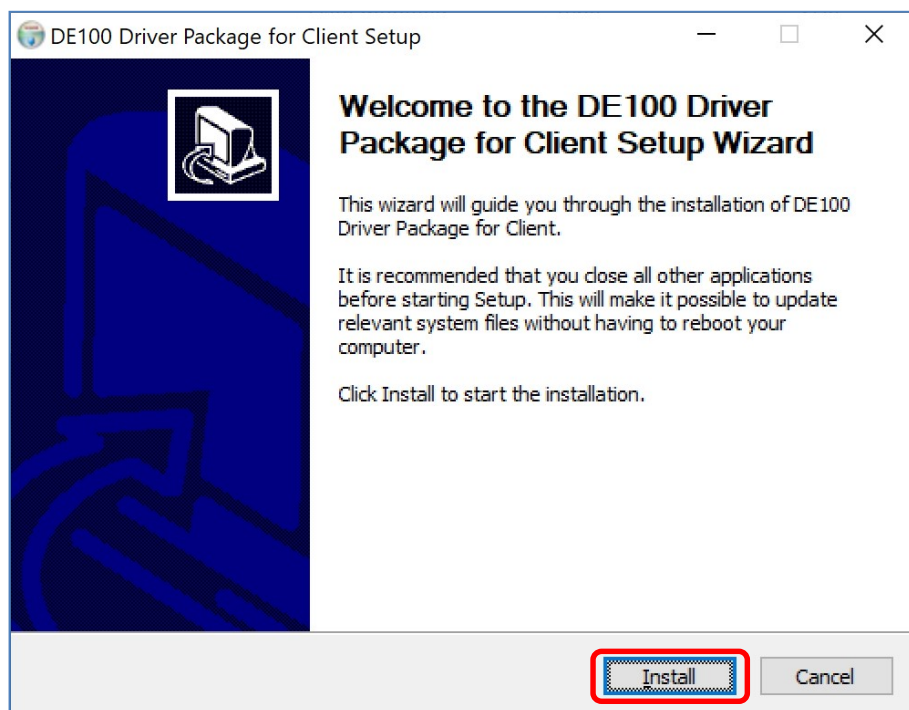 DE100 Driver Package for Client Setup
Welcome to the DE100 Driver
Package for Client Setup Wizard
This wizard will guide you through the installation of DE100
Driver Package for Client.
It is recommended that you close all other applications
before starting Setup. This will make it possible to update
relevant system files without having to reboot your
computer.
Click Install to start the installation.
Install
Cancel